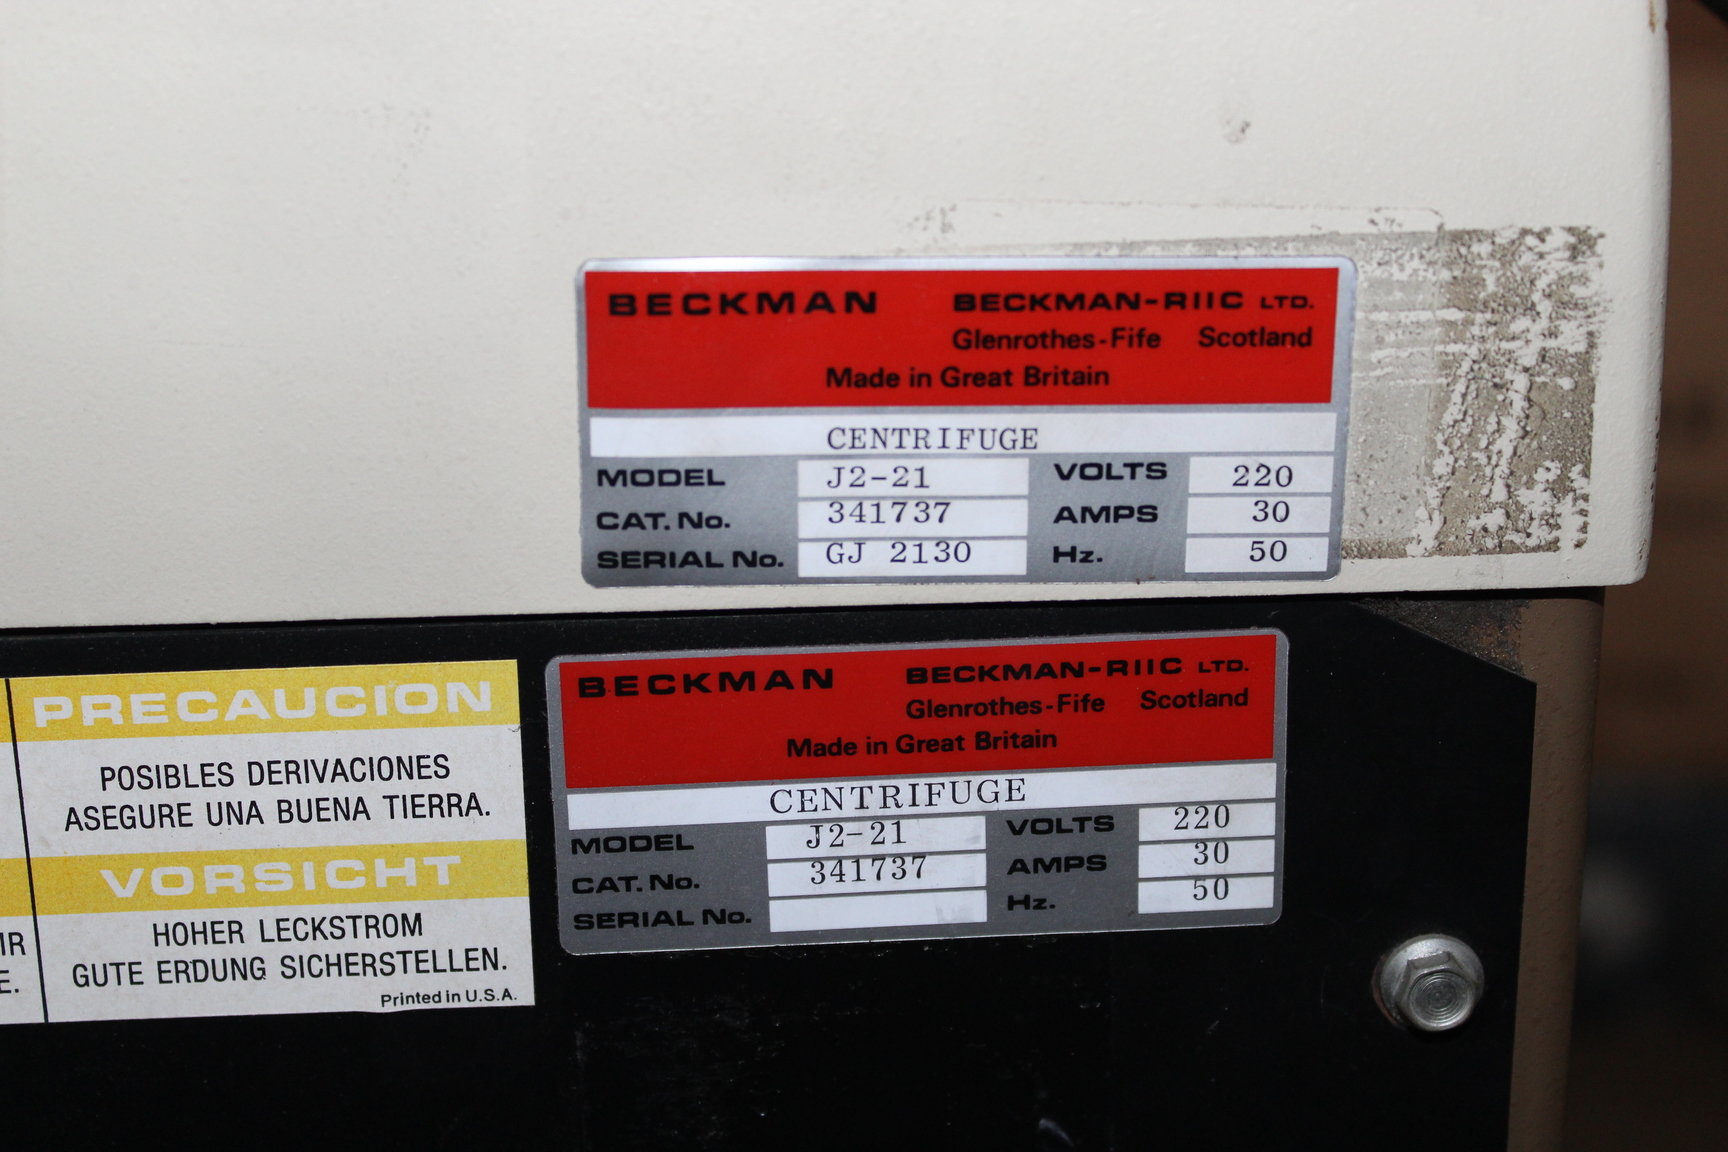 BECKMAN BECKMAN-RIIC LTD.
Glenrothes-Fife Scotland
Made in Great Britain
CENTRIFUGE
MODEL J2-21 VOLTS 220
CAT. No. 341737 AMPS 30
SERIAL No. GJ 2130 Hz. 50
BECKMAN BECKMAN-RIIC LTD.
Glenrothes-Fife Scotland
Made in Great Britain
CENTRIFUGE
MODEL J2-21 VOLTS 220
CAT. No. 341737 AMPS 30
SERIAL No. Hz. 50
PRECAUCION
POSIBLES DERIVACIONES
ASEGURE UNA BUENA TIERRA.
VORSICHT
HOHER LECKSTROM
GUTE ERDUNG SICHERSTELLEN.
Printed in U.S.A.